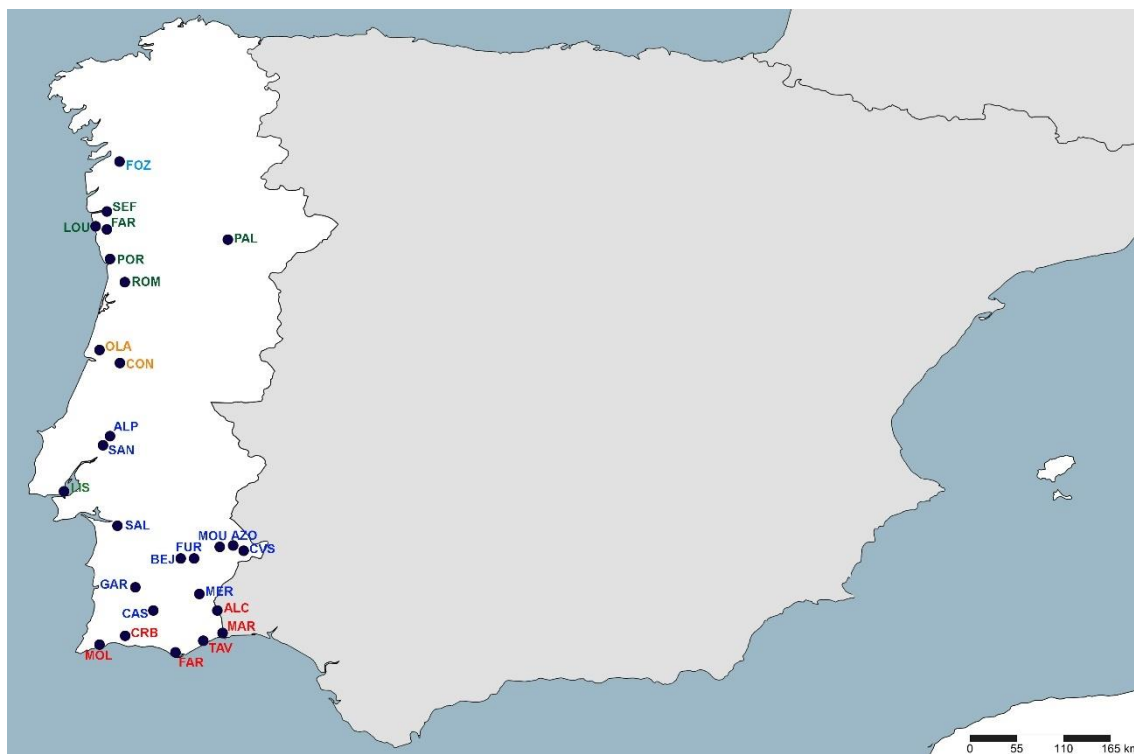 FOZ
SEF
LOU
FAR
PAL
POR
ROM
OLA
CON
ALP
SAN
LIS
SAL
MOU AZO
FUR
CVS
BEJ
GAR
MER
CAS
ALC
MAR
CRB
TAV
MOL
FAR
0 55 110 165 km